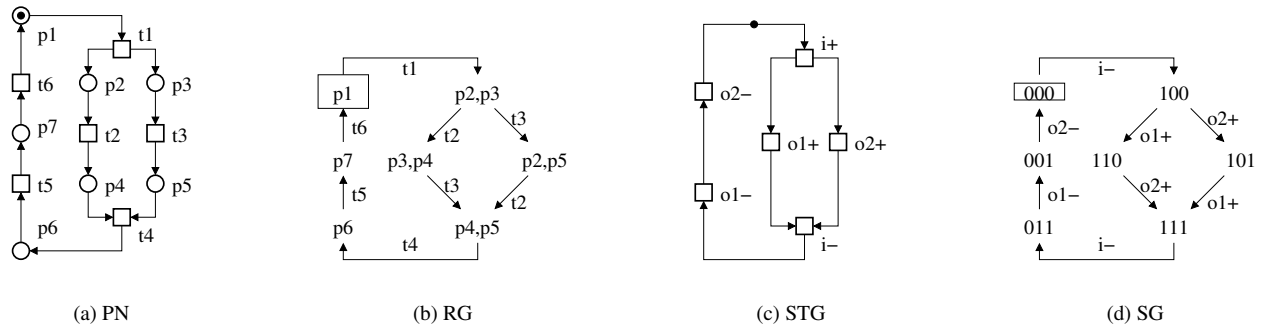 p1
t1
p2
p3
t6
p7
t2
t3
t5
p4
p5
p6
t4
(a) PN
t1
p1
p2,p3
t6
t2
t3
p7
p3,p4
p2,p5
t5
t3
t2
p6
p4,p5
t4
(b) RG
i+
o2-
o1+
o2+
o1-
i-
(c) STG
i-
000
100
o2-
o1+
o2+
001
110
101
o1-
o2+
o1+
011
111
i-
(d) SG